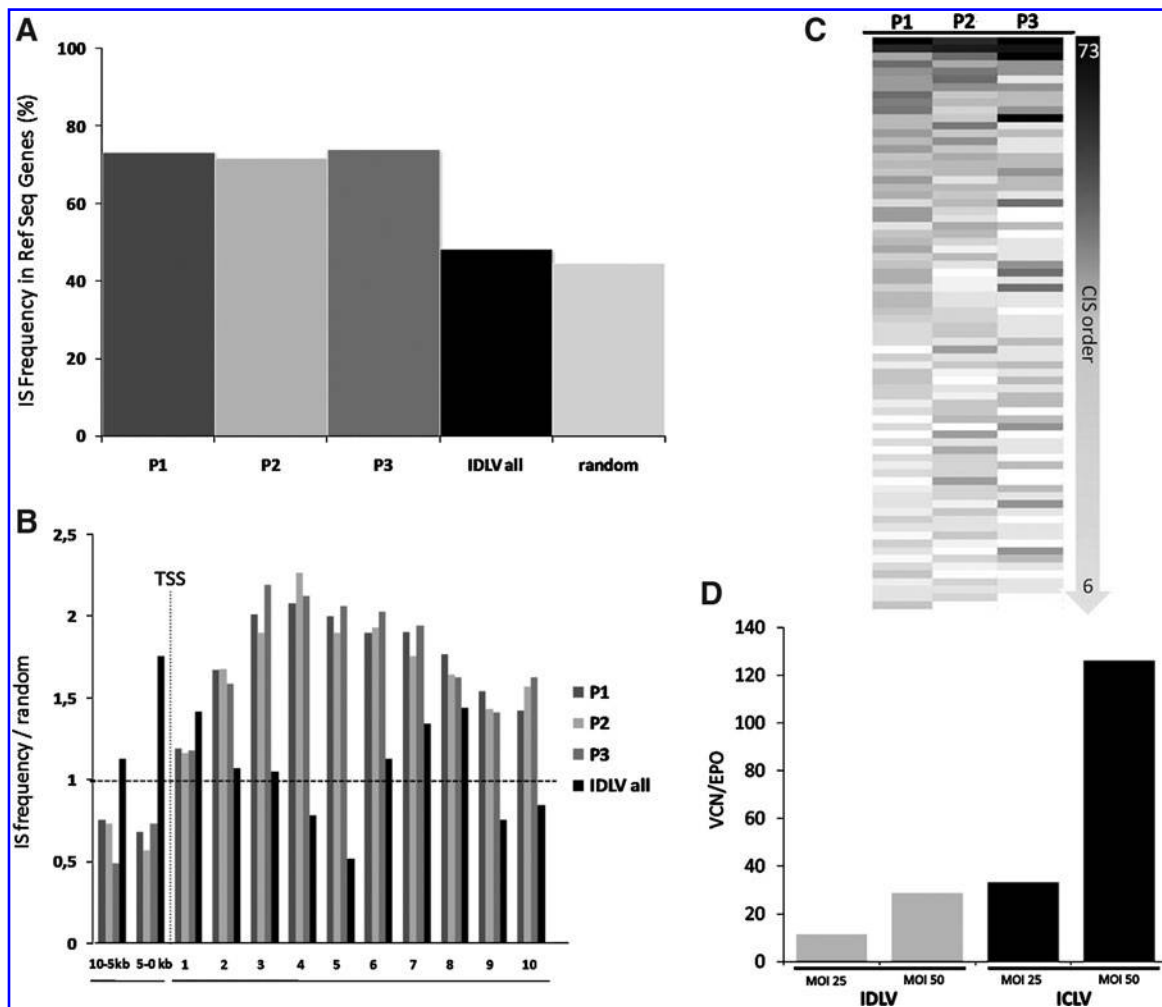 A
IS Frequency in Ref Seq Genes (%)
100
80
60
40
20
0
P1 P2 P3 IDLV all random
B
IS frequency / random
2,5
2
1,5
1
0,5
0
TSS
10-5kb 5-0 kb 1 2 3 4 5 6 7 8 9 10
P1
P2
P3
IDLV all
C
P1 P2 P3
73
CIS order
6
D
VCN/EPO
140
120
100
80
60
40
20
0
MOI 25 MOI 50 MOI 25 MOI 50
IDLV ICLV